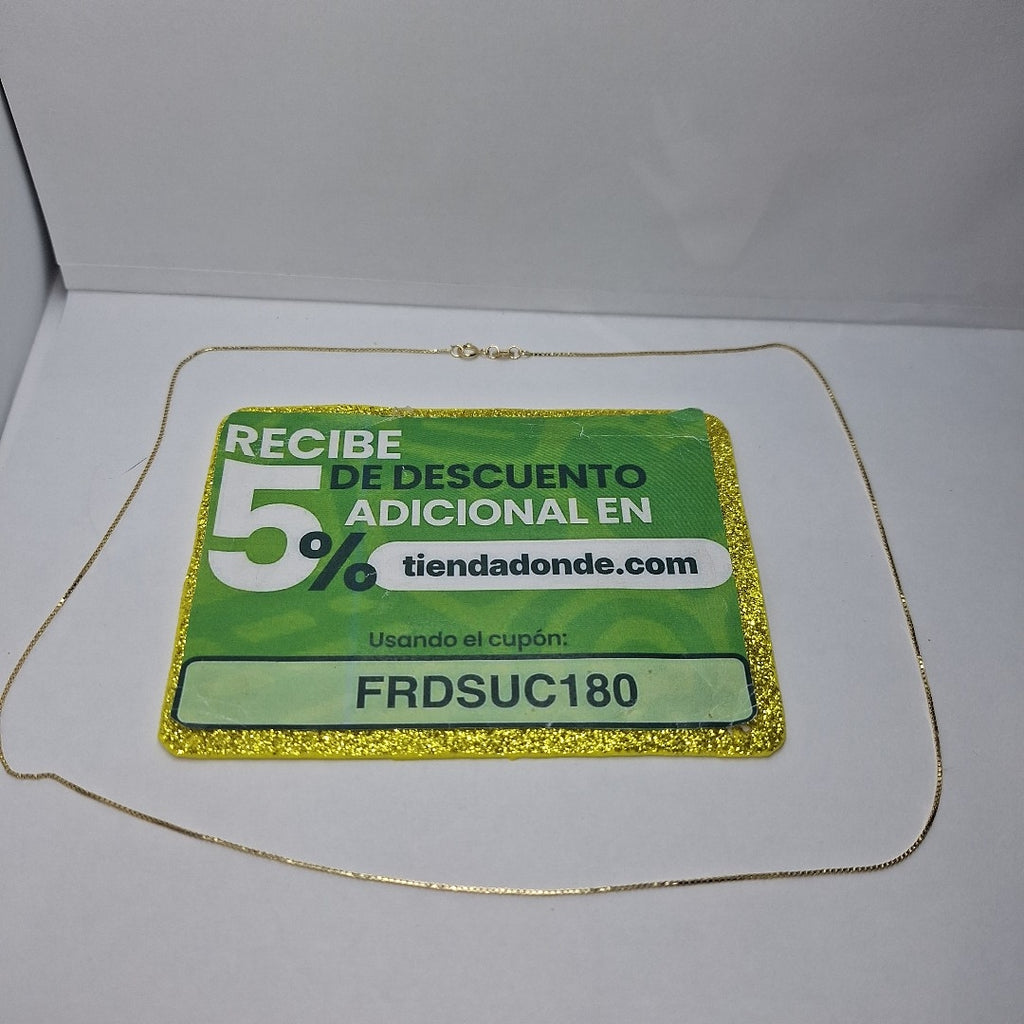 RECIBE
5% DE DESCUENTO
ADICIONAL EN
tiendadonde.com
Usando el cupón:
FRDSUC180